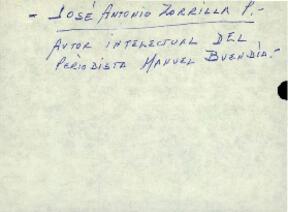 - JOSÉ ANTONIO ZORRILLA P.-
AUTOR INTELECTUAL DEL
PERIODISTA MANUEL BUENDÍA.-